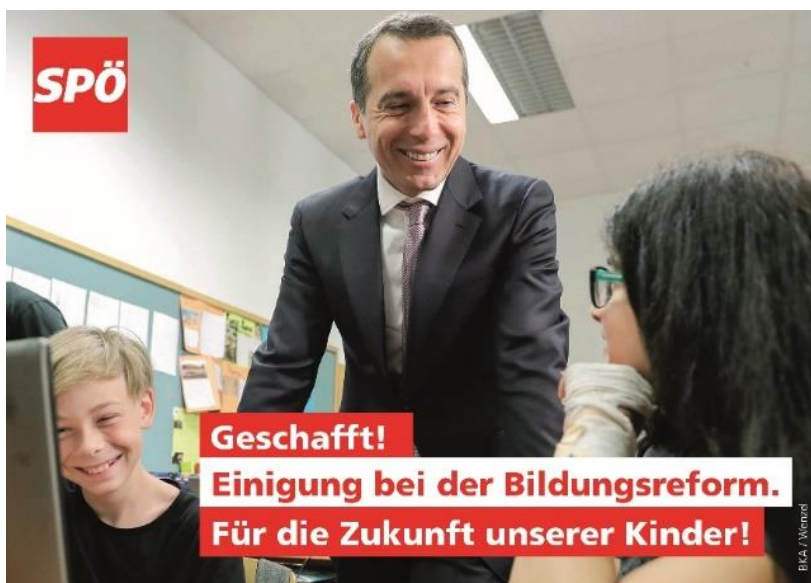 SPÖ
Geschafft!
Einigung bei der Bildungsreform.
Für die Zukunft unserer Kinder!
BKA / Wenzel